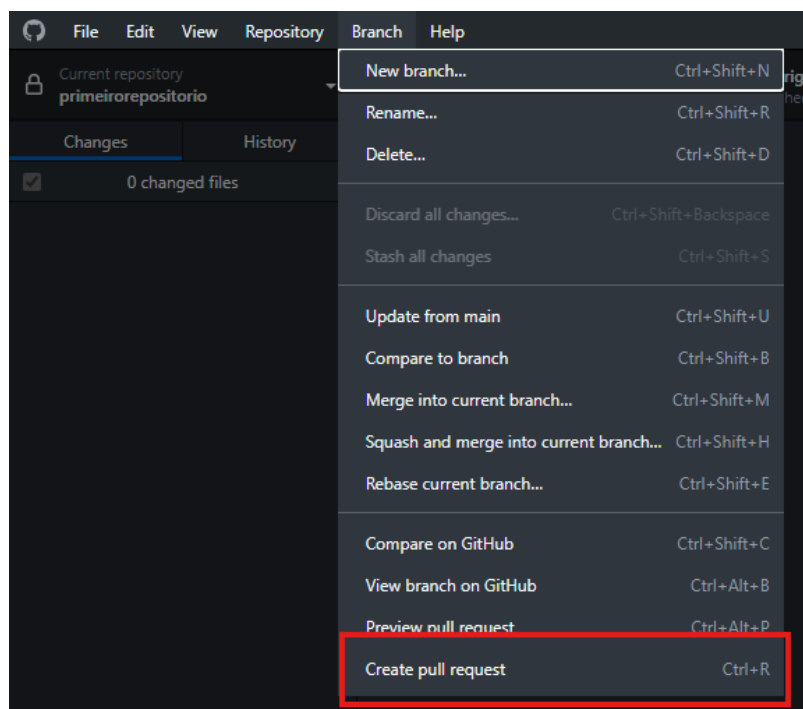 File Edit View Repository Branch Help
Current repository
primeirorepositorio
Changes History
0 changed files
New branch... Ctrl+Shift+N
Rename... Ctrl+Shift+R
Delete... Ctrl+Shift+D
Discard all changes... Ctrl+Shift+Backspace
Stash all changes Ctrl+Shift+S
Update from main Ctrl+Shift+U
Compare to branch Ctrl+Shift+B
Merge into current branch... Ctrl+Shift+M
Squash and merge into current branch... Ctrl+Shift+H
Rebase current branch... Ctrl+Shift+E
Compare on GitHub Ctrl+Shift+C
View branch on GitHub Ctrl+Alt+B
Preview pull request Ctrl+Alt+P
Create pull request Ctrl+R